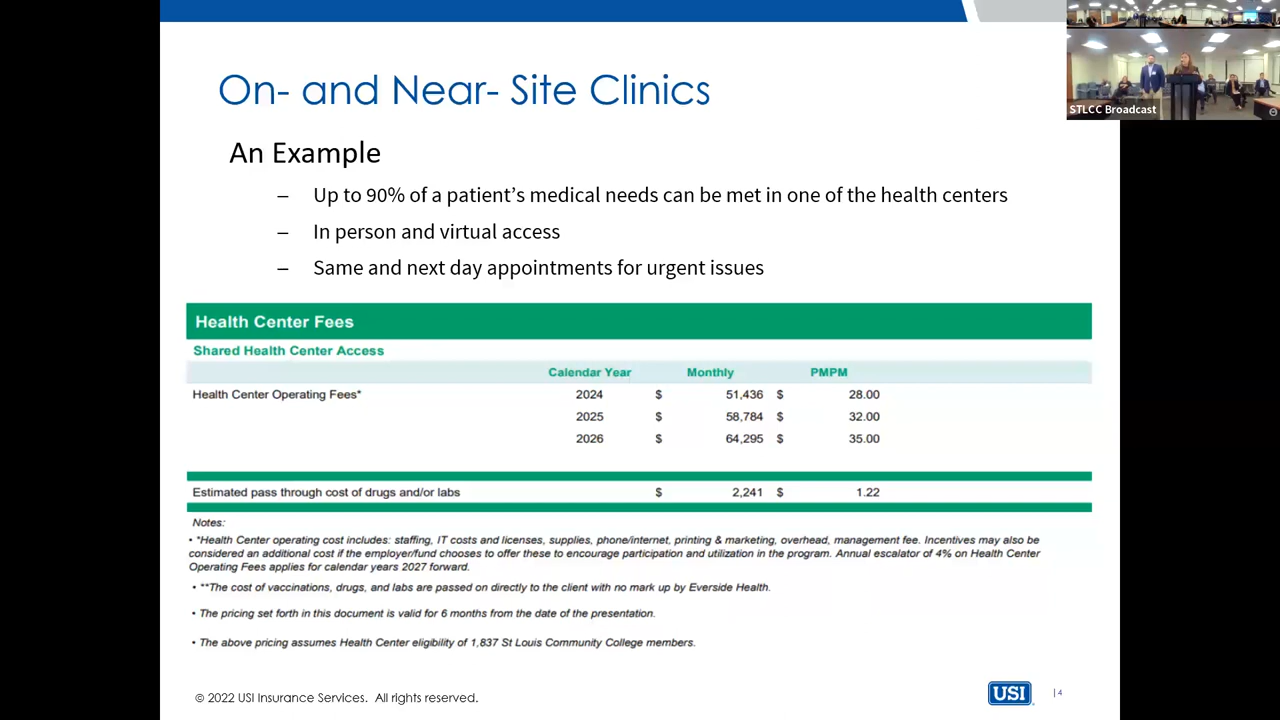 On- and Near- Site Clinics
STLCC Broadcast
An Example
– Up to 90% of a patient’s medical needs can be met in one of the health centers
– In person and virtual access
– Same and next day appointments for urgent issues
Health Center Fees
Shared Health Center Access
Calendar Year Monthly PMPM
Health Center Operating Fees* 2024 $ 51,436 $ 28.00
2025 $ 58,784 $ 32.00
2026 $ 64,295 $ 35.00
Estimated pass through cost of drugs and/or labs $ 2,241 $ 1.22
Notes:
• *Health Center operating cost includes: staffing, IT costs and licenses, supplies, phone/internet, printing & marketing, overhead, management fee. Incentives may also be
considered an additional cost if the employer/fund chooses to offer these to encourage participation and utilization in the program. Annual escalator of 4% on Health Center
Operating Fees applies for calendar years 2027 forward.
• **The cost of vaccinations, drugs, and labs are passed on directly to the client with no mark up by Everside Health.
• The pricing set forth in this document is valid for 6 months from the date of the presentation.
• The above pricing assumes Health Center eligibility of 1,837 St Louis Community College members.
© 2022 USI Insurance Services. All rights reserved.
USI
| 4